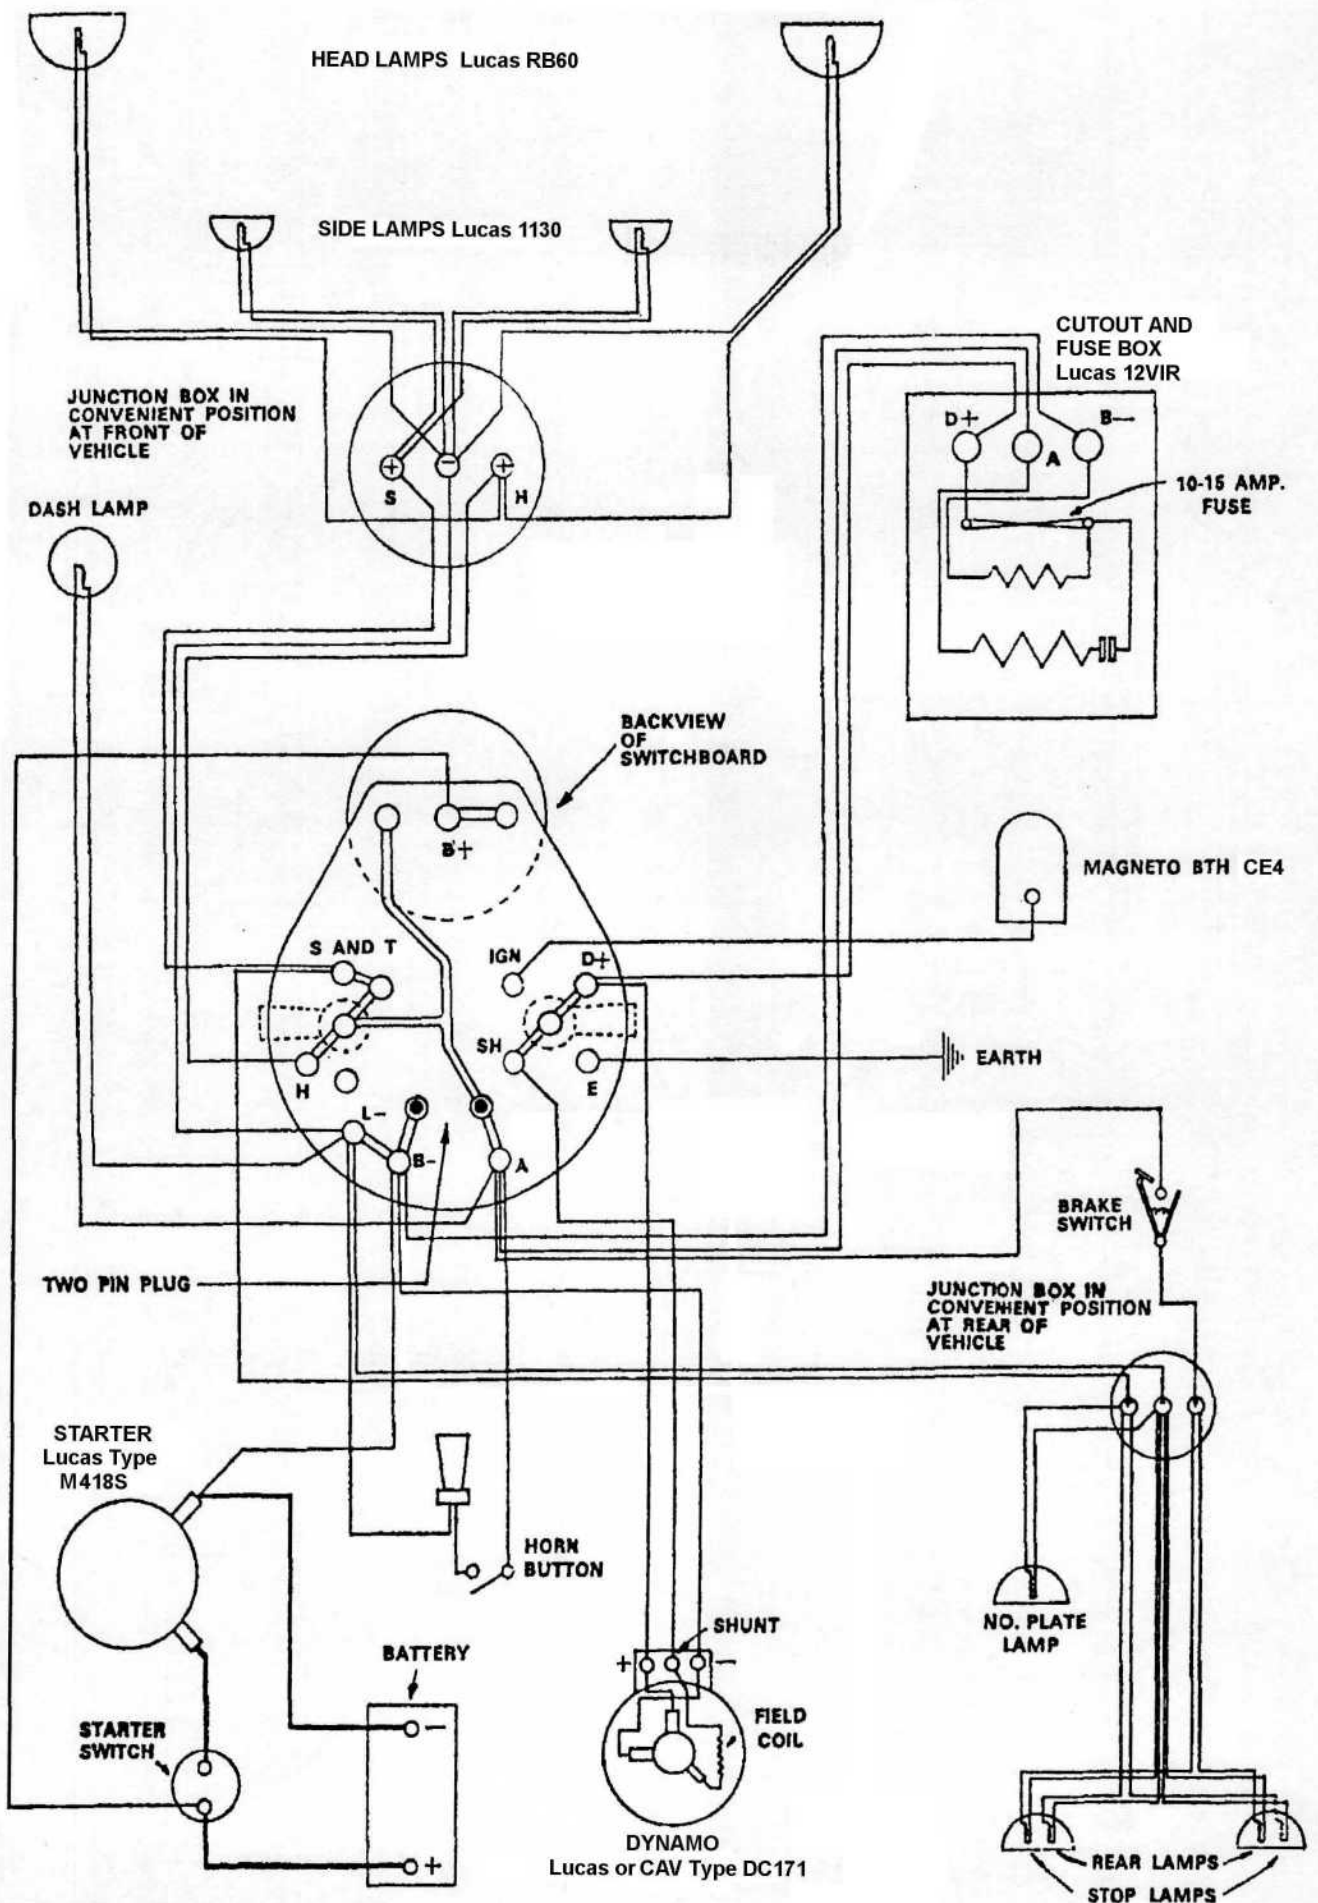 HEAD LAMPS Lucas RB60
SIDE LAMPS Lucas 1130
CUTOUT AND
FUSE BOX
Lucas 12VIR
JUNCTION BOX IN
CONVENIENT POSITION
AT FRONT OF
VEHICLE
D+
B—
A
10-15 AMP.
FUSE
+
-
+
S
H
DASH LAMP
BACKVIEW
OF
SWITCHBOARD
B+
MAGNETO BTH CE4
S AND T
IGN
D+
SH
E
EARTH
H
L-
B-
A
BRAKE
SWITCH
TWO PIN PLUG
JUNCTION BOX IN
CONVENIENT POSITION
AT REAR OF
VEHICLE
STARTER
Lucas Type
M418S
HORN
BUTTON
NO. PLATE
LAMP
SHUNT
+
—
BATTERY
-
+
STARTER
SWITCH
FIELD
COIL
DYNAMO
Lucas or CAV Type DC171
REAR LAMPS
STOP LAMPS